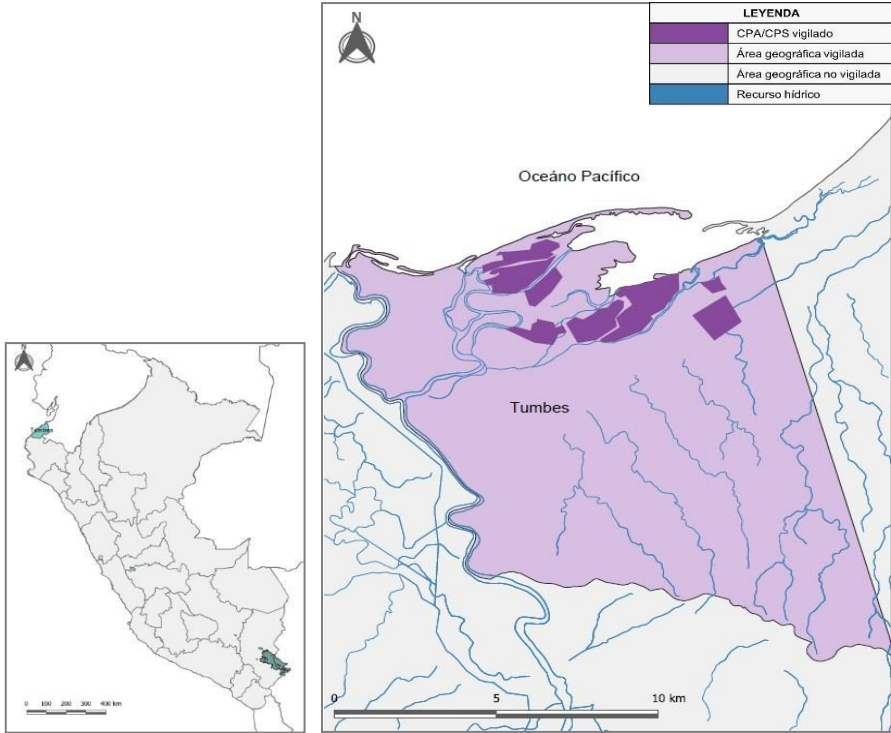 N
LEYENDA
CPA/CPS vigilado
Área geográfica vigilada
Área geográfica no vigilada
Recurso hídrico
Oceáno Pacífico
Tumbes
0 5 10 km
N
Tumbes
0 100 200 300 400 km